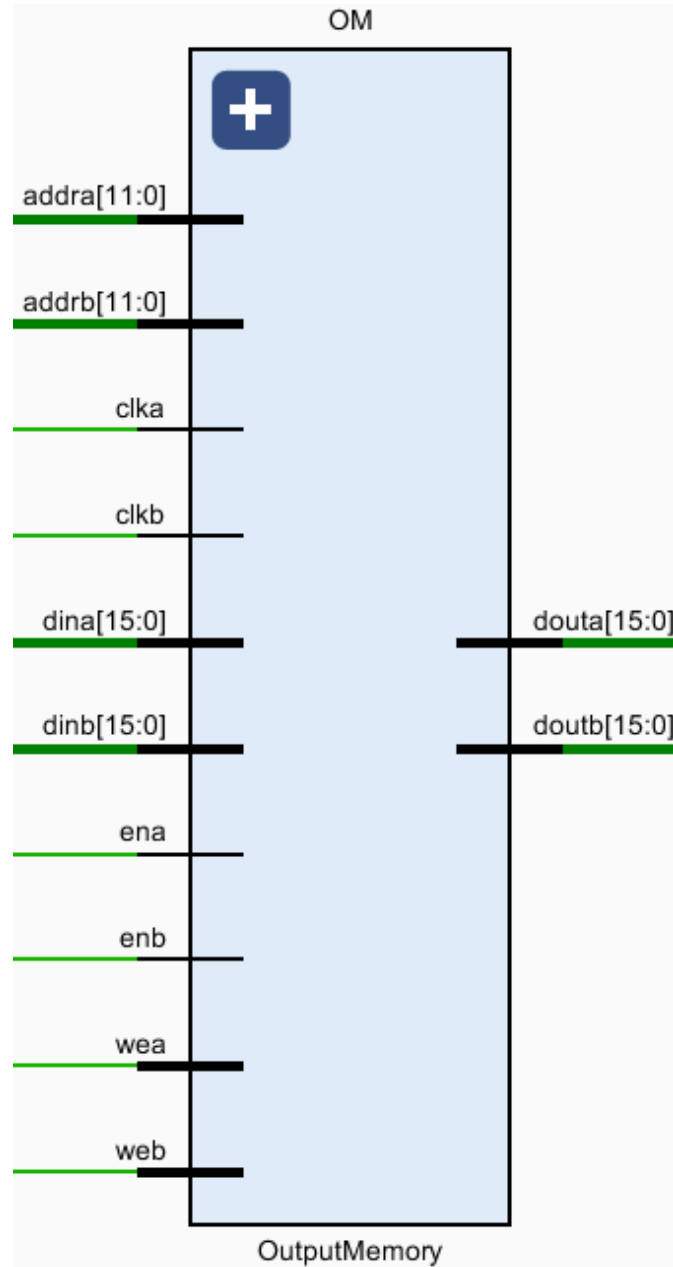 OM
addra[11:0]
addrb[11:0]
clka
clkb
dina[15:0]
douta[15:0]
dinb[15:0]
doutb[15:0]
ena
enb
wea
web
OutputMemory